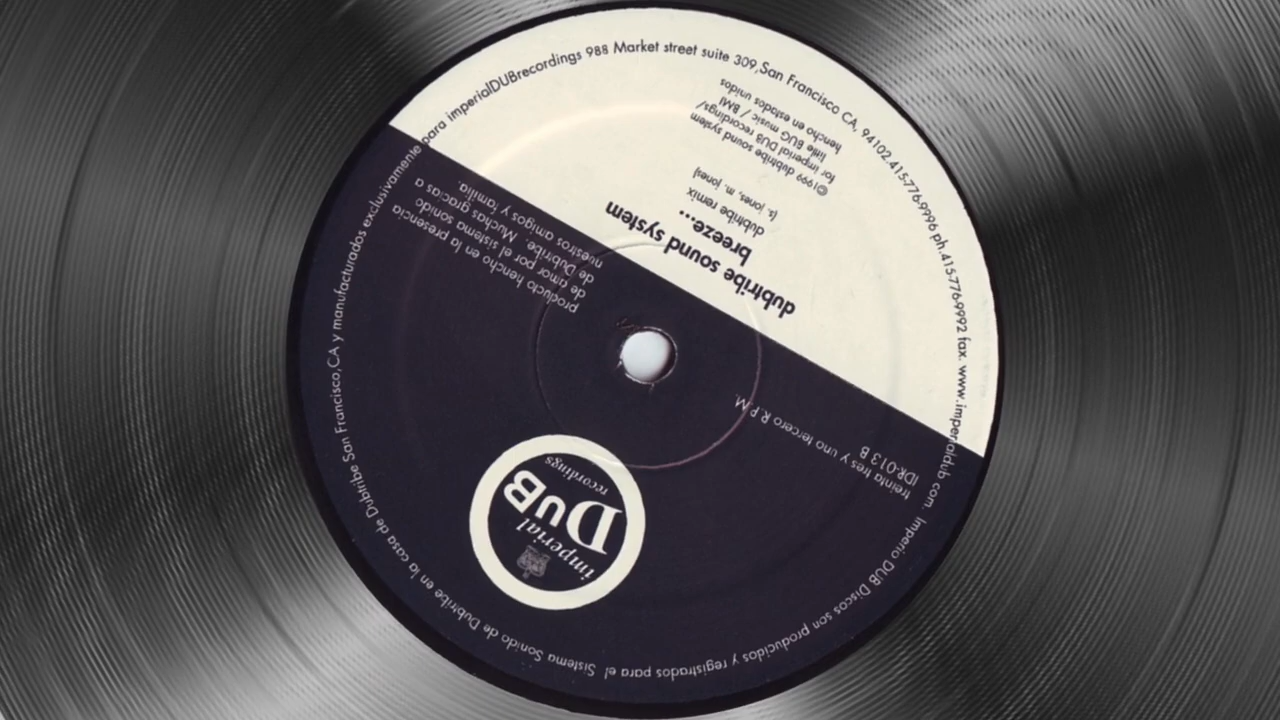 imperial
DUB
recordings
IDR-013 B
treinta tres y uno tercero R.P.M.
producto hencho en la presencia
de amor por el sistema sonido
de Dubtribe. Muchas gracias a
nuestros amigos y familia.
dubtribe sound system
breeze...
dubtribe remix
(s. jones, m. jones)
©1999 dubtribe sound system
for imperial DUB recordings/
little BUG music / BMI
hencho en estados unidos
Imperio DUB Discos son producidos y registrados para el Sistema Sonido de Dubtribe en la casa de Dubtribe San Francisco, CA y manufacturados exclusivamente para imperialDUBrecordings 988 Market street suite 309, San Francisco CA, 94102 415-776-9996 ph. 415-776-9992 fax. www.imperialdub com.